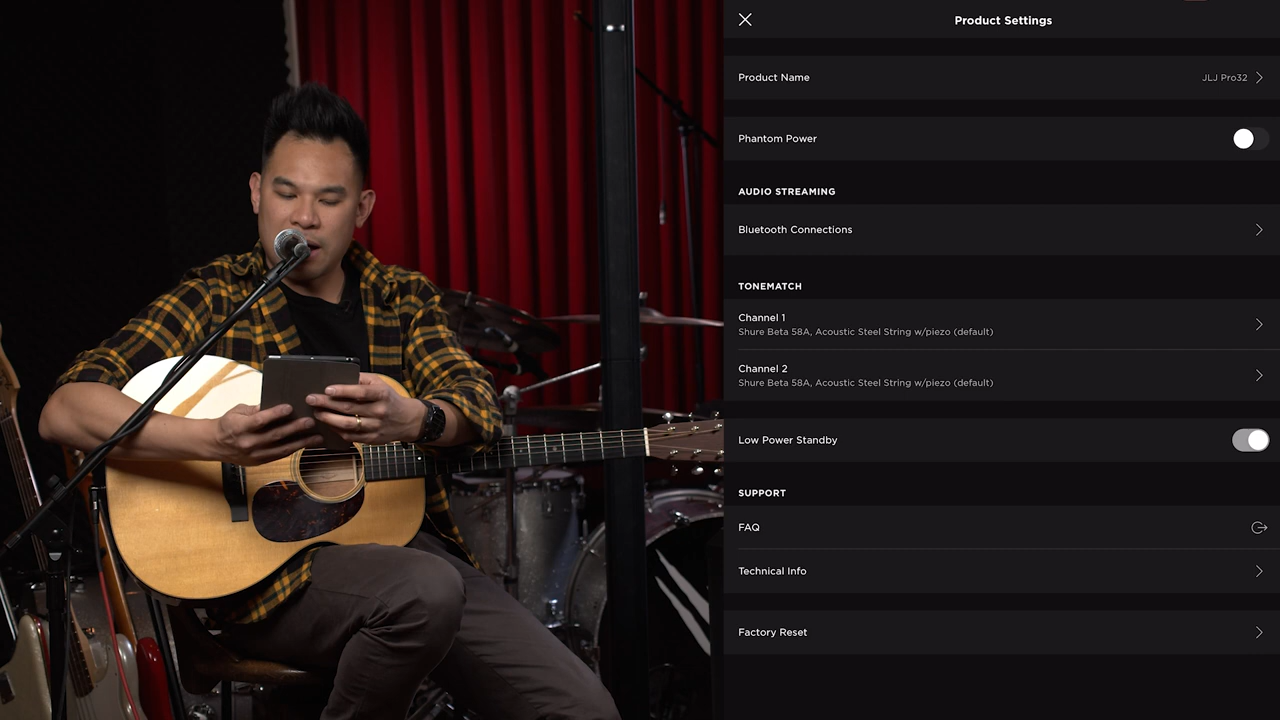 Product Settings
Product Name
JLJ Pro32
Phantom Power
AUDIO STREAMING
Bluetooth Connections
TONEMATCH
Channel 1
Shure Beta 58A, Acoustic Steel String w/piezo (default)
Channel 2
Shure Beta 58A, Acoustic Steel String w/piezo (default)
Low Power Standby
SUPPORT
FAQ
Technical Info
Factory Reset